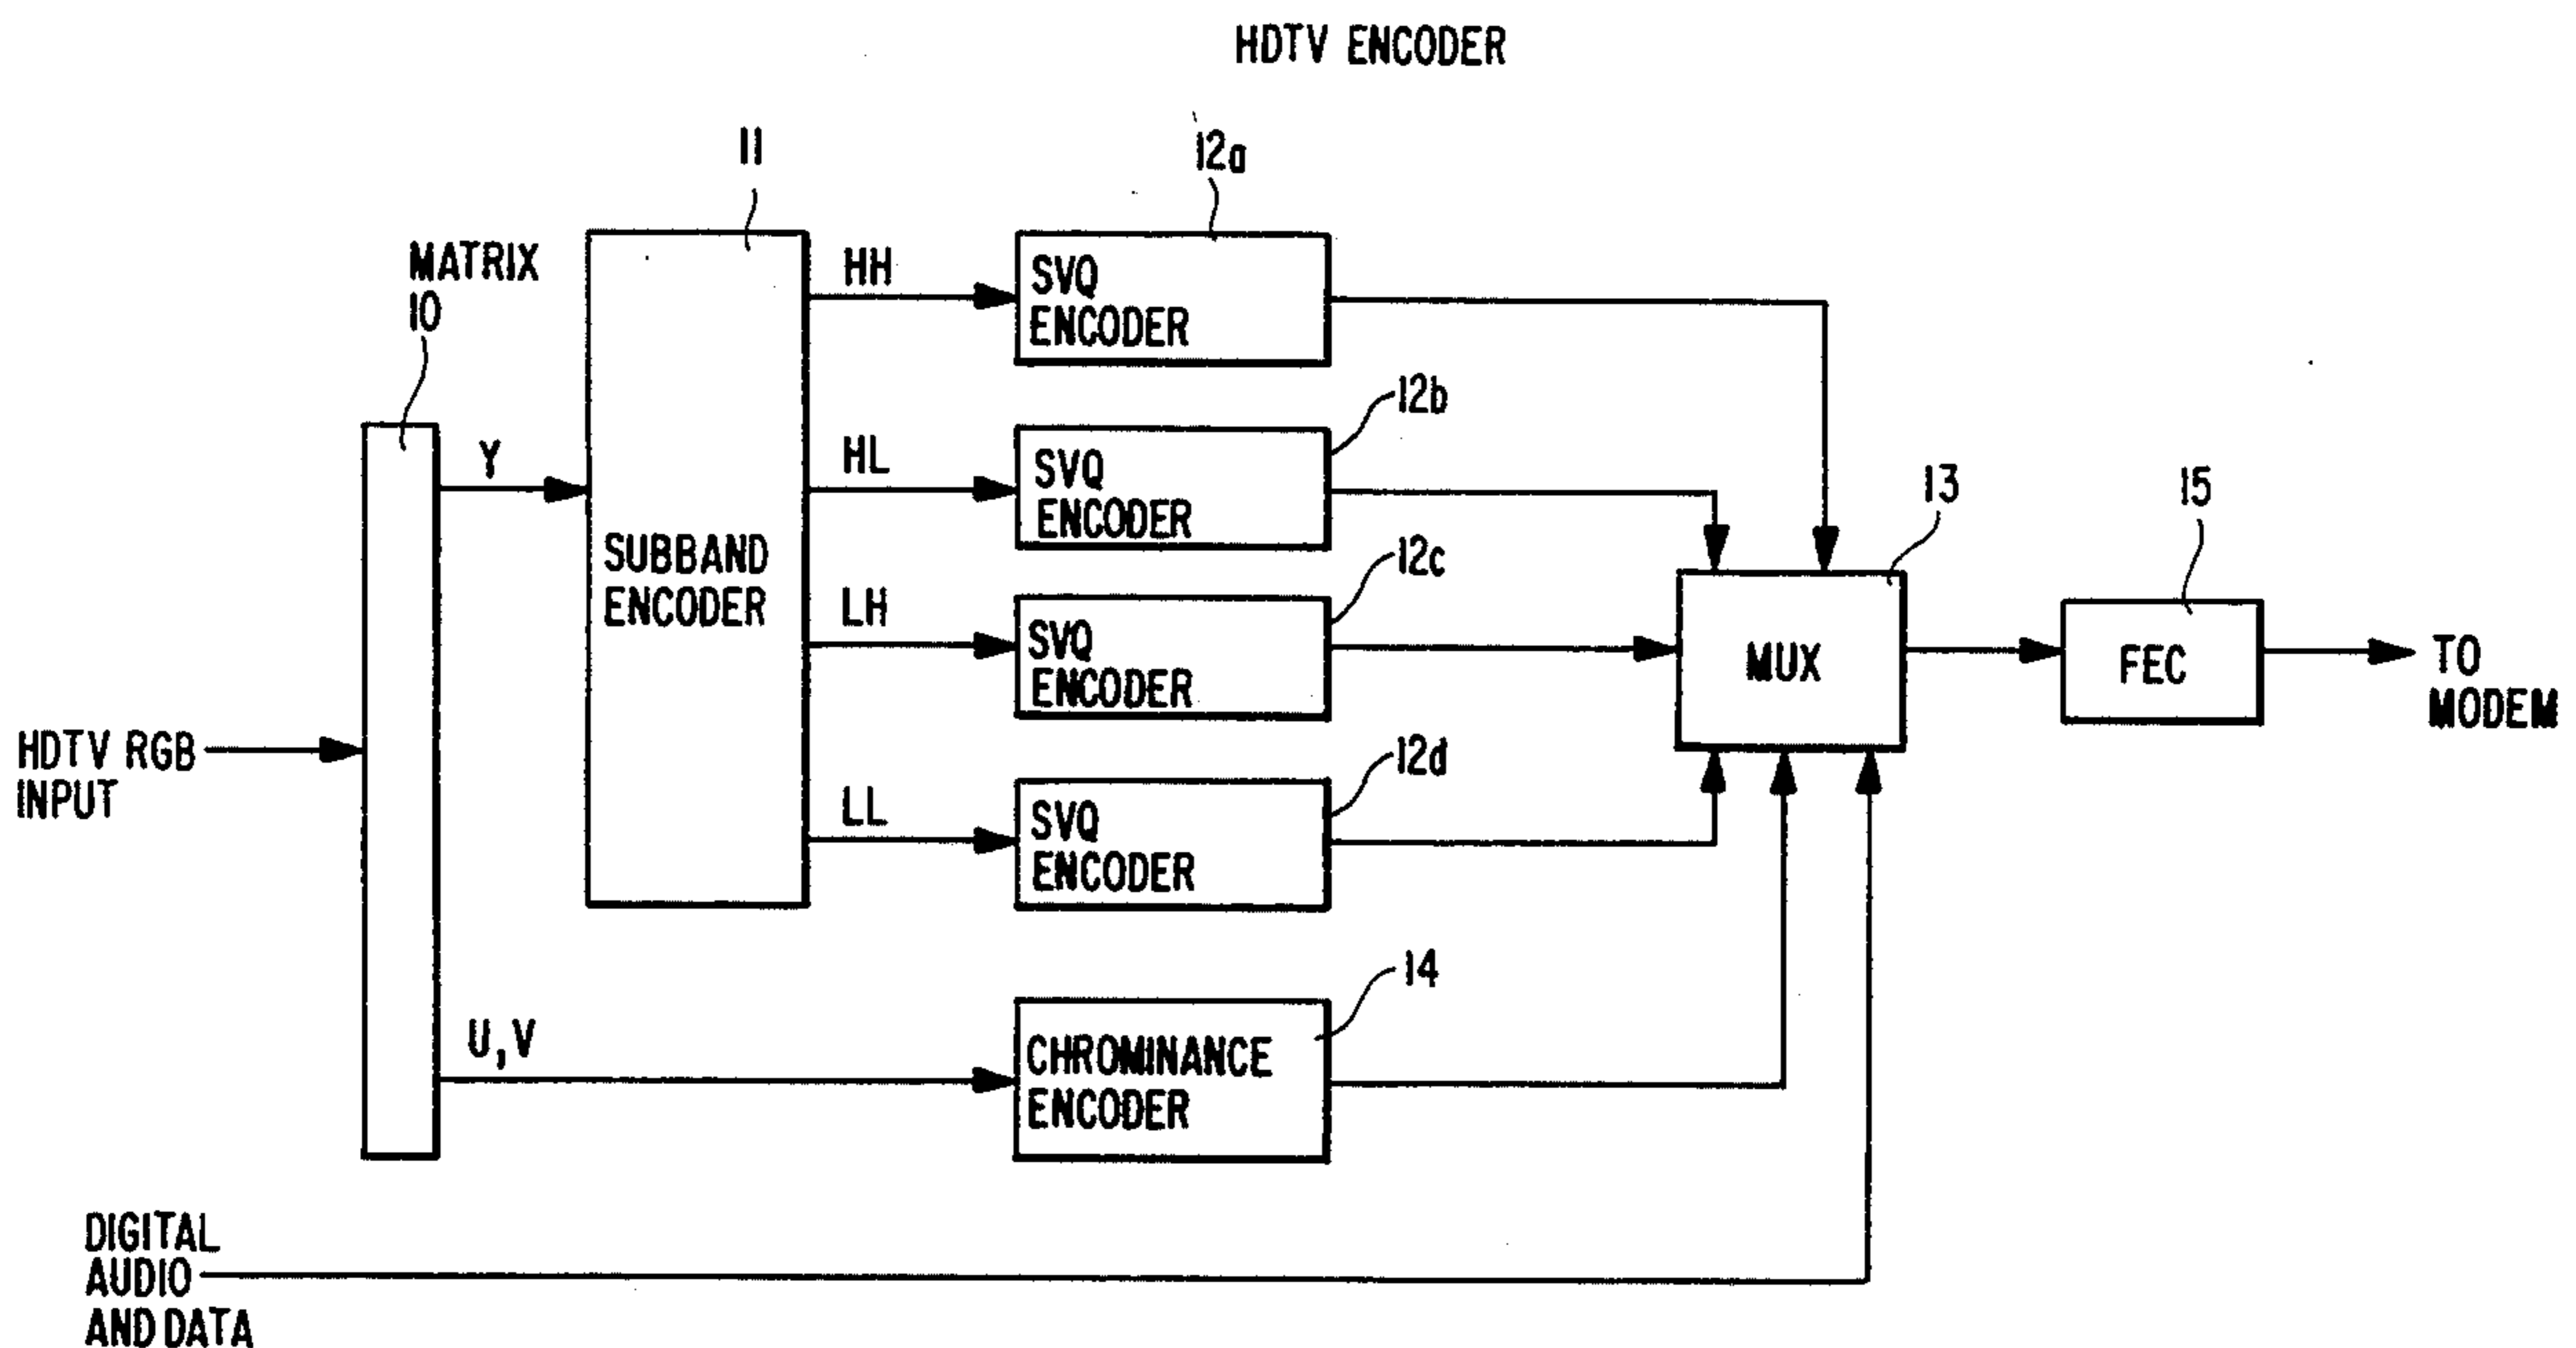 HDTV ENCODER
11
12a
MATRIX
10
HH
SVQ
ENCODER
12b
Y
HL
SVQ
ENCODER
13
15
SUBBAND
ENCODER
12c
LH
SVQ
ENCODER
MUX
FEC
TO
MODEM
HDTV RGB
INPUT
12d
LL
SVQ
ENCODER
14
U,V
CHROMINANCE
ENCODER
DIGITAL
AUDIO
AND DATA